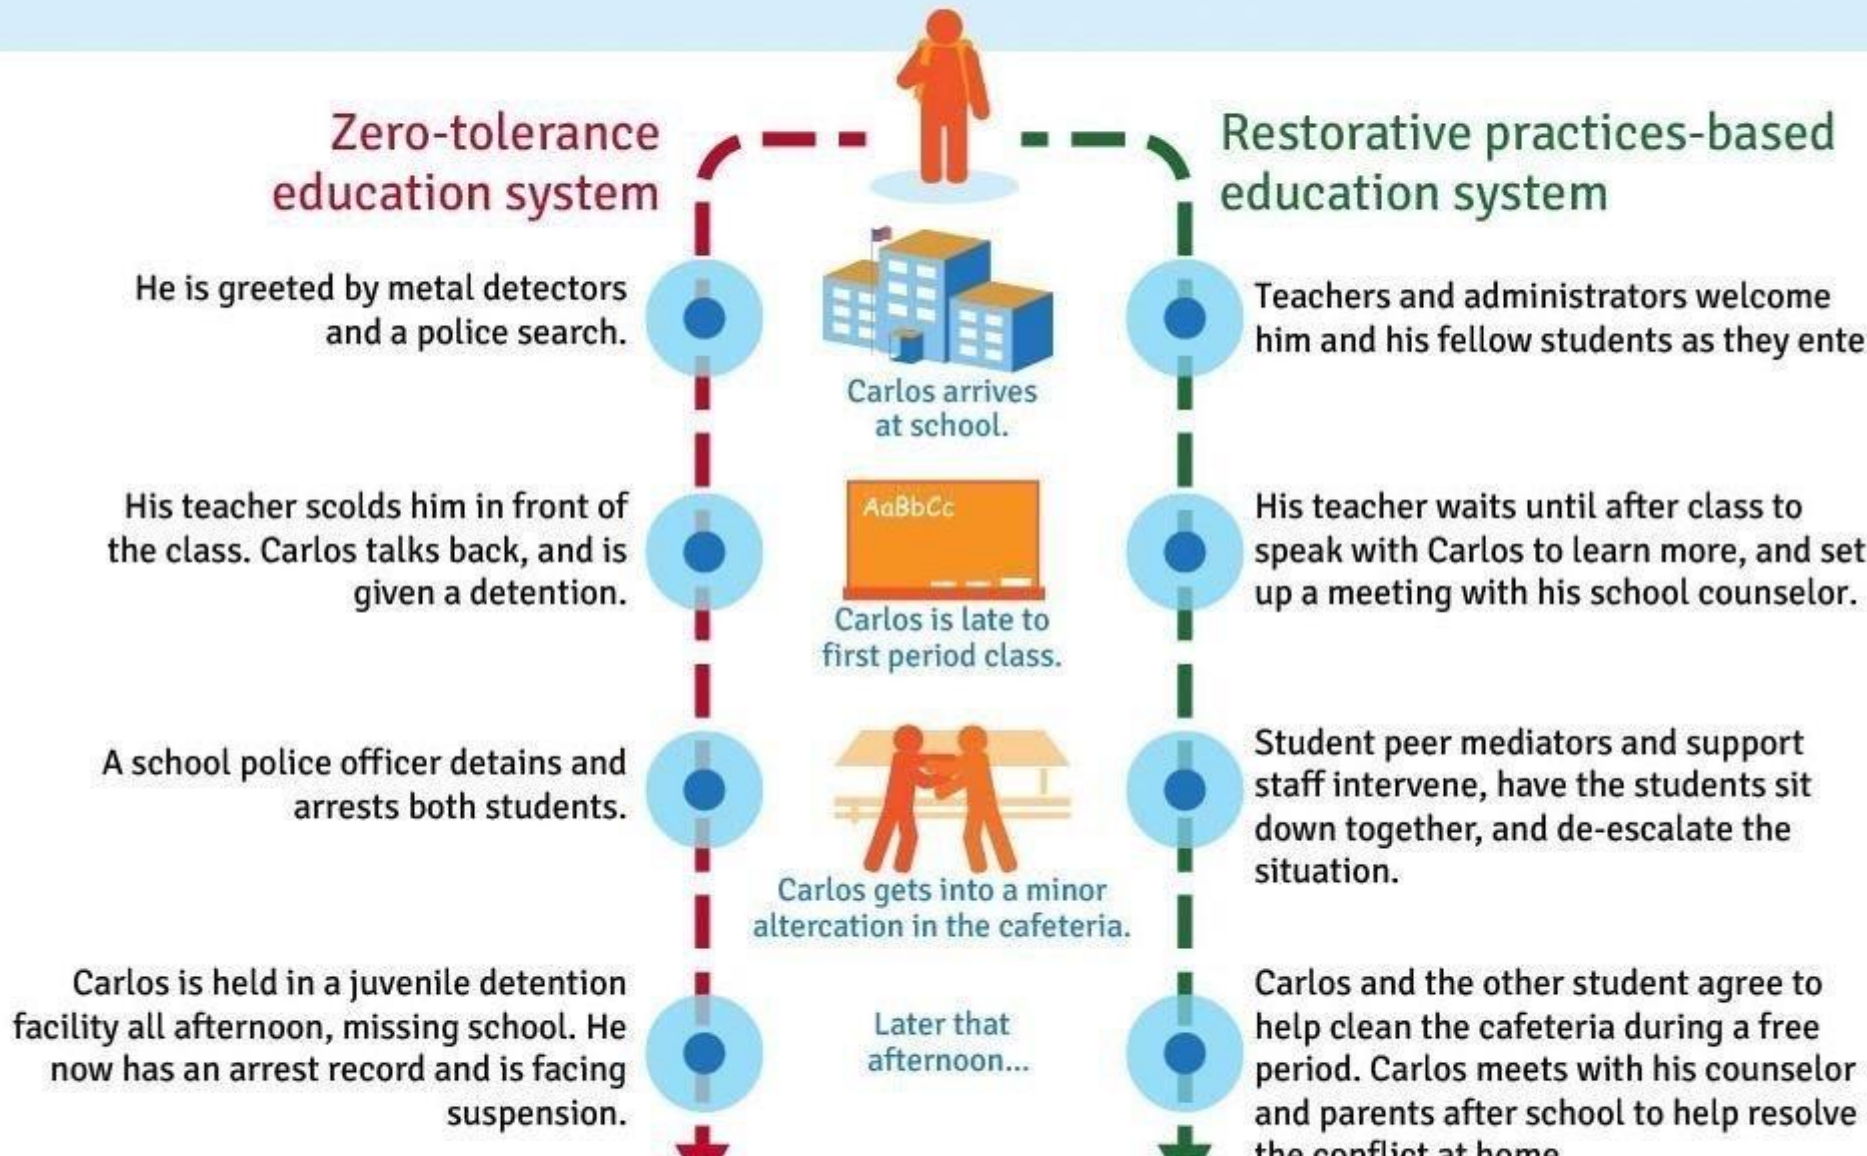 Zero-tolerance
education system
Restorative practices-based
education system
He is greeted by metal detectors
and a police search.
Carlos arrives
at school.
Teachers and administrators welcome
him and his fellow students as they ente
His teacher scolds him in front of
the class. Carlos talks back, and is
given a detention.
AaBbCc
Carlos is late to
first period class.
His teacher waits until after class to
speak with Carlos to learn more, and set
up a meeting with his school counselor.
A school police officer detains and
arrests both students.
Carlos gets into a minor
altercation in the cafeteria.
Student peer mediators and support
staff intervene, have the students sit
down together, and de-escalate the
situation.
Carlos is held in a juvenile detention
facility all afternoon, missing school. He
now has an arrest record and is facing
suspension.
Later that
afternoon...
Carlos and the other student agree to
help clean the cafeteria during a free
period. Carlos meets with his counselor
and parents after school to help resolve
the conflict at home